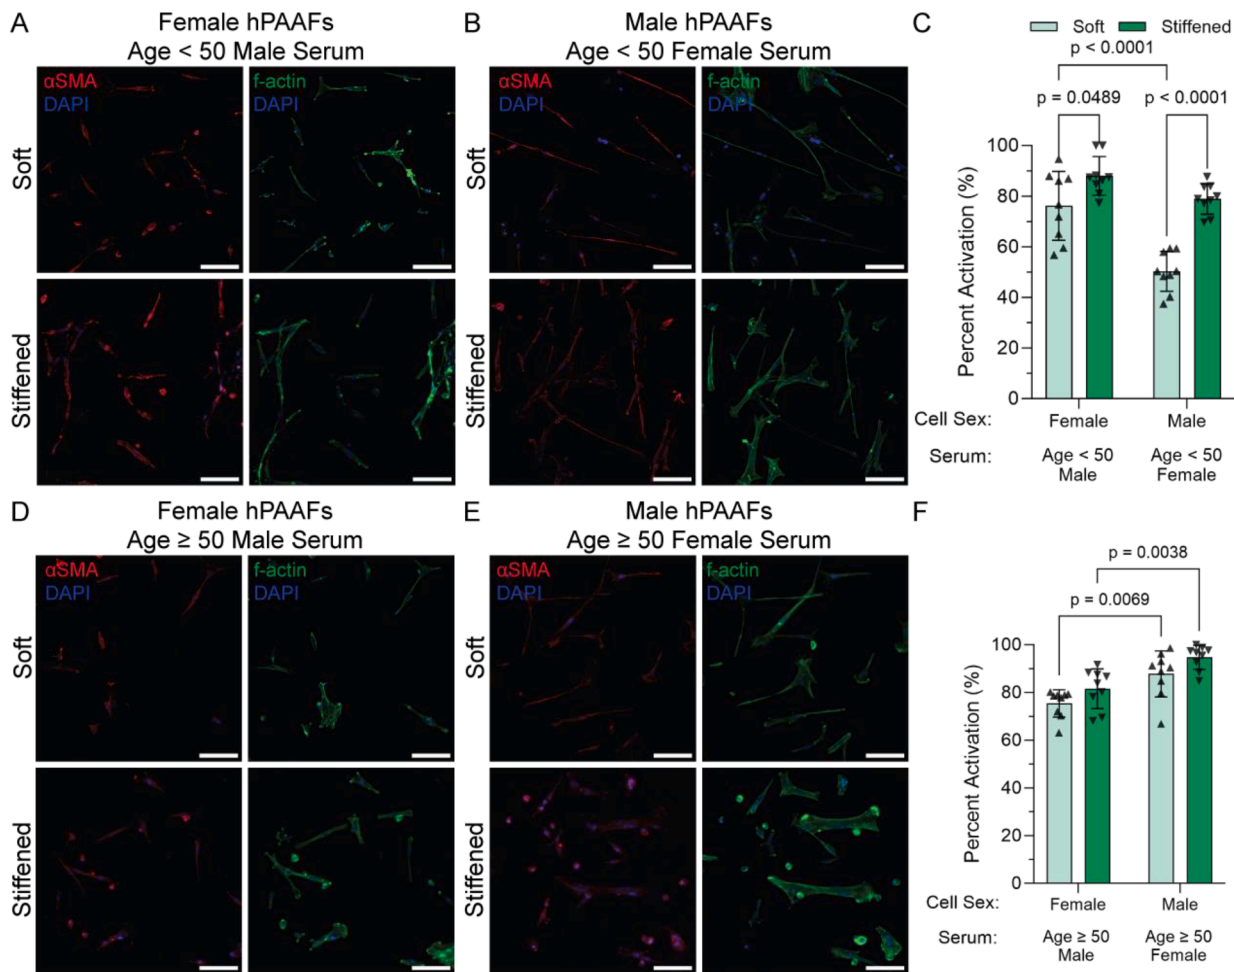 A
Female hPAAFs
Age < 50 Male Serum
αSMA
DAPI
f-actin
DAPI
Soft
Stiffened
B
Male hPAAFs
Age < 50 Female Serum
αSMA
DAPI
f-actin
DAPI
Soft
Stiffened
C
Soft
Stiffened
p < 0.0001
p = 0.0489
p < 0.0001
Percent Activation (%)
100
80
60
40
20
0
Cell Sex:
Female
Male
Serum:
Age < 50
Male
Age < 50
Female
D
Female hPAAFs
Age ≥ 50 Male Serum
αSMA
DAPI
f-actin
DAPI
Soft
Stiffened
E
Male hPAAFs
Age ≥ 50 Female Serum
αSMA
DAPI
f-actin
DAPI
Soft
Stiffened
F
p = 0.0038
p = 0.0069
Percent Activation (%)
100
80
60
40
20
0
Cell Sex:
Female
Male
Serum:
Age ≥ 50
Male
Age ≥ 50
Female